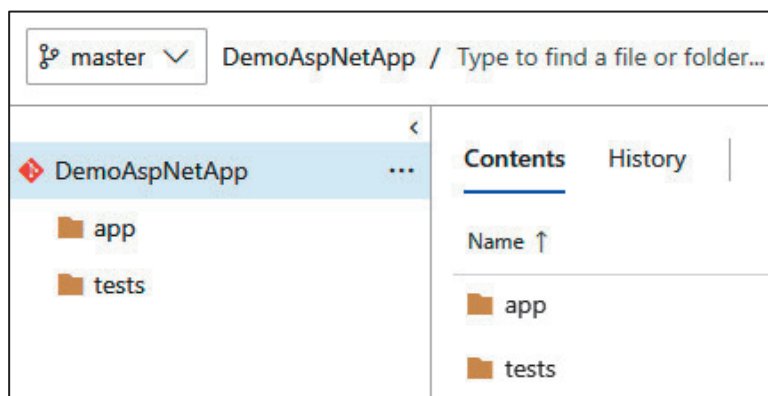 master DemoAspNetApp / Type to find a file or folder...
DemoAspNetApp ...
app
tests
Contents History
Name ↑
app
tests